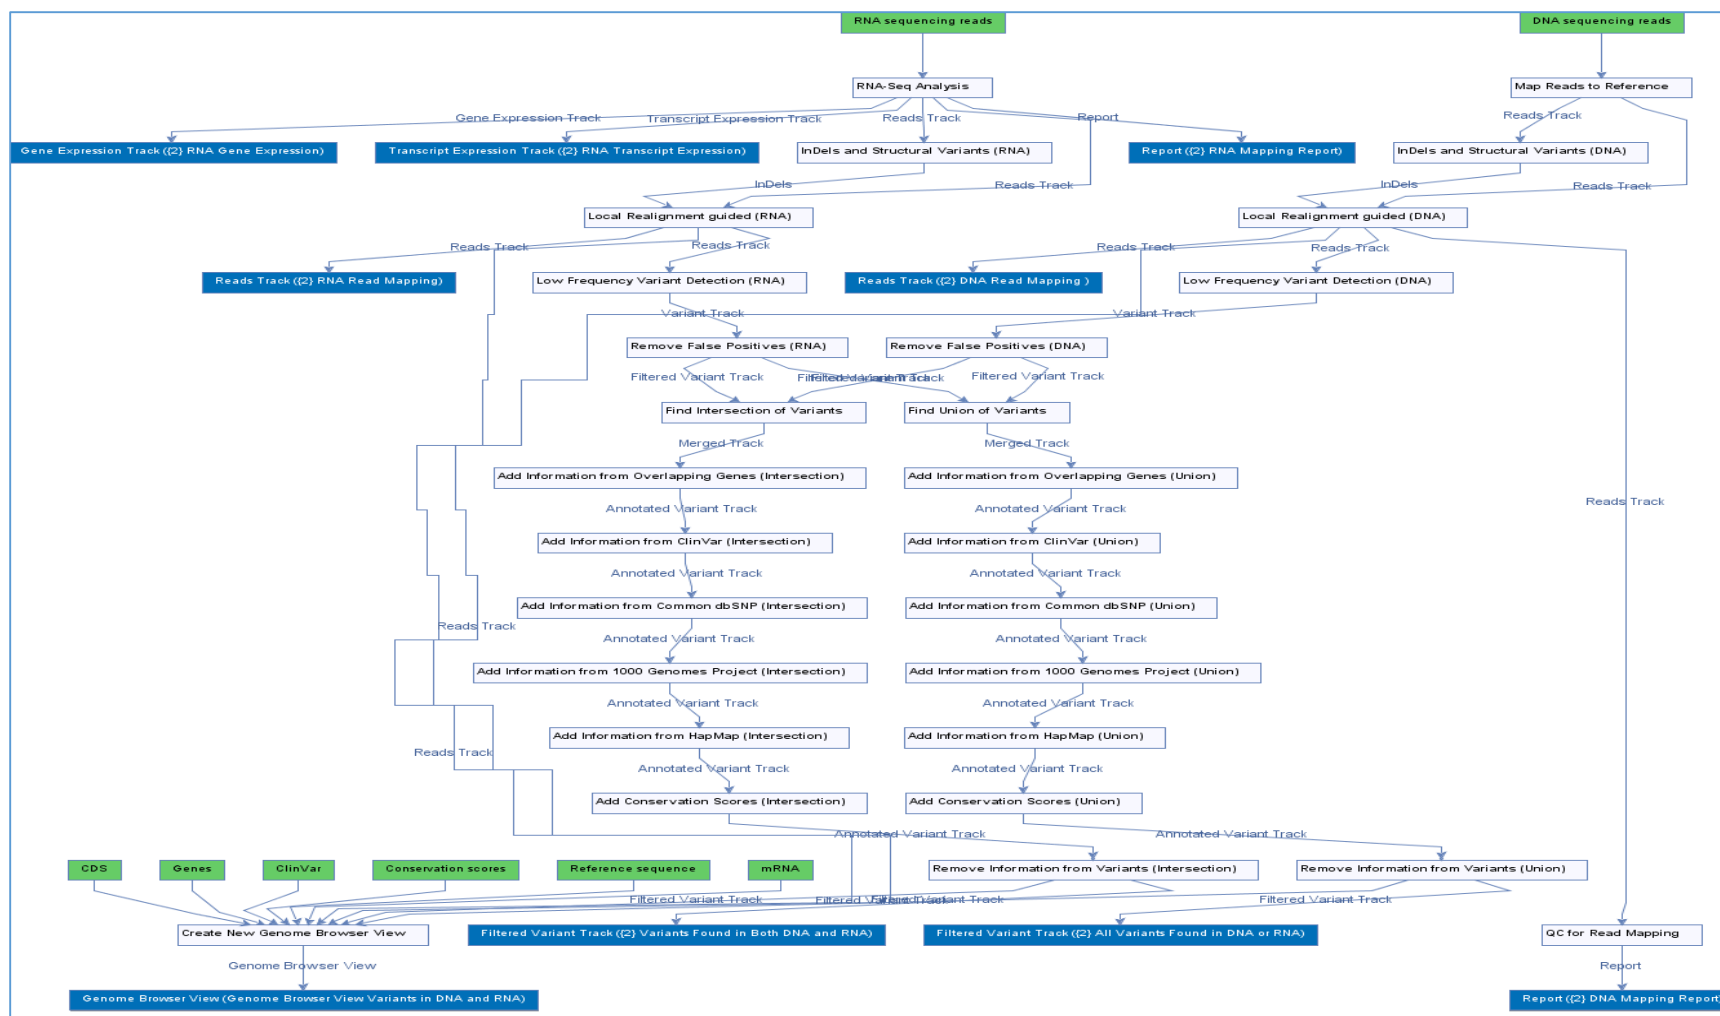 RNA sequencing reads
DNA sequencing reads
RNA-Seq Analysis
Map Reads to Reference
Gene Expression Track
Transcript Expression Track
Reads Track
Report
Reads Track
Gene Expression Track ({2} RNA Gene Expression)
Transcript Expression Track ({2} RNA Transcript Expression)
InDels and Structural Variants (RNA)
Report ({2} RNA Mapping Report)
InDels and Structural Variants (DNA)
InDels
Reads Track
InDels
Reads Track
Local Realignment guided (RNA)
Local Realignment guided (DNA)
Reads Track
Reads Track
Reads Track
Reads Track
Reads Track ({2} RNA Read Mapping)
Low Frequency Variant Detection (RNA)
Reads Track ({2} DNA Read Mapping )
Low Frequency Variant Detection (DNA)
Variant Track
Variant Track
Remove False Positives (RNA)
Remove False Positives (DNA)
Filtered Variant Track
Filtered Variant Track
Filtered Variant Track
Find Intersection of Variants
Find Union of Variants
Merged Track
Merged Track
Add Information from Overlapping Genes (Intersection)
Add Information from Overlapping Genes (Union)
Reads Track
Annotated Variant Track
Annotated Variant Track
Add Information from ClinVar (Intersection)
Add Information from ClinVar (Union)
Annotated Variant Track
Annotated Variant Track
Add Information from Common dbSNP (Intersection)
Add Information from Common dbSNP (Union)
Reads Track
Annotated Variant Track
Annotated Variant Track
Add Information from 1000 Genomes Project (Intersection)
Add Information from 1000 Genomes Project (Union)
Annotated Variant Track
Annotated Variant Track
Add Information from HapMap (Intersection)
Add Information from HapMap (Union)
Reads Track
Annotated Variant Track
Annotated Variant Track
Add Conservation Scores (Intersection)
Add Conservation Scores (Union)
Annotated Variant Track
Annotated Variant Track
CDS
Genes
ClinVar
Conservation scores
Reference sequence
mRNA
Remove Information from Variants (Intersection)
Remove Information from Variants (Union)
Filtered Variant Track
Filtered Variant Track
Filtered Variant Track
Create New Genome Browser View
Filtered Variant Track ({2} Variants Found in Both DNA and RNA)
Filtered Variant Track ({2} All Variants Found in DNA or RNA)
QC for Read Mapping
Genome Browser View
Report
Genome Browser View (Genome Browser View Variants in DNA and RNA)
Report ({2} DNA Mapping Report)